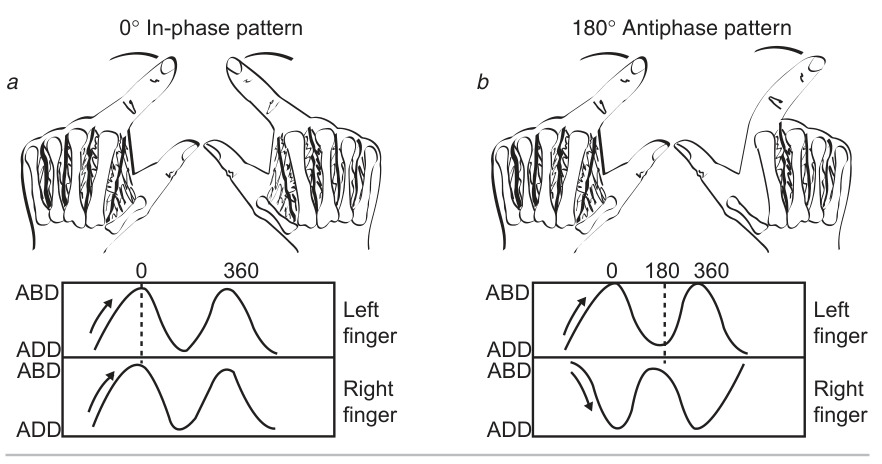 0° In-phase pattern
a
0 360
ABD
Left
finger
ADD
ABD
Right
finger
ADD
180° Antiphase pattern
b
0 180 360
ABD
Left
finger
ADD
ABD
Right
finger
ADD